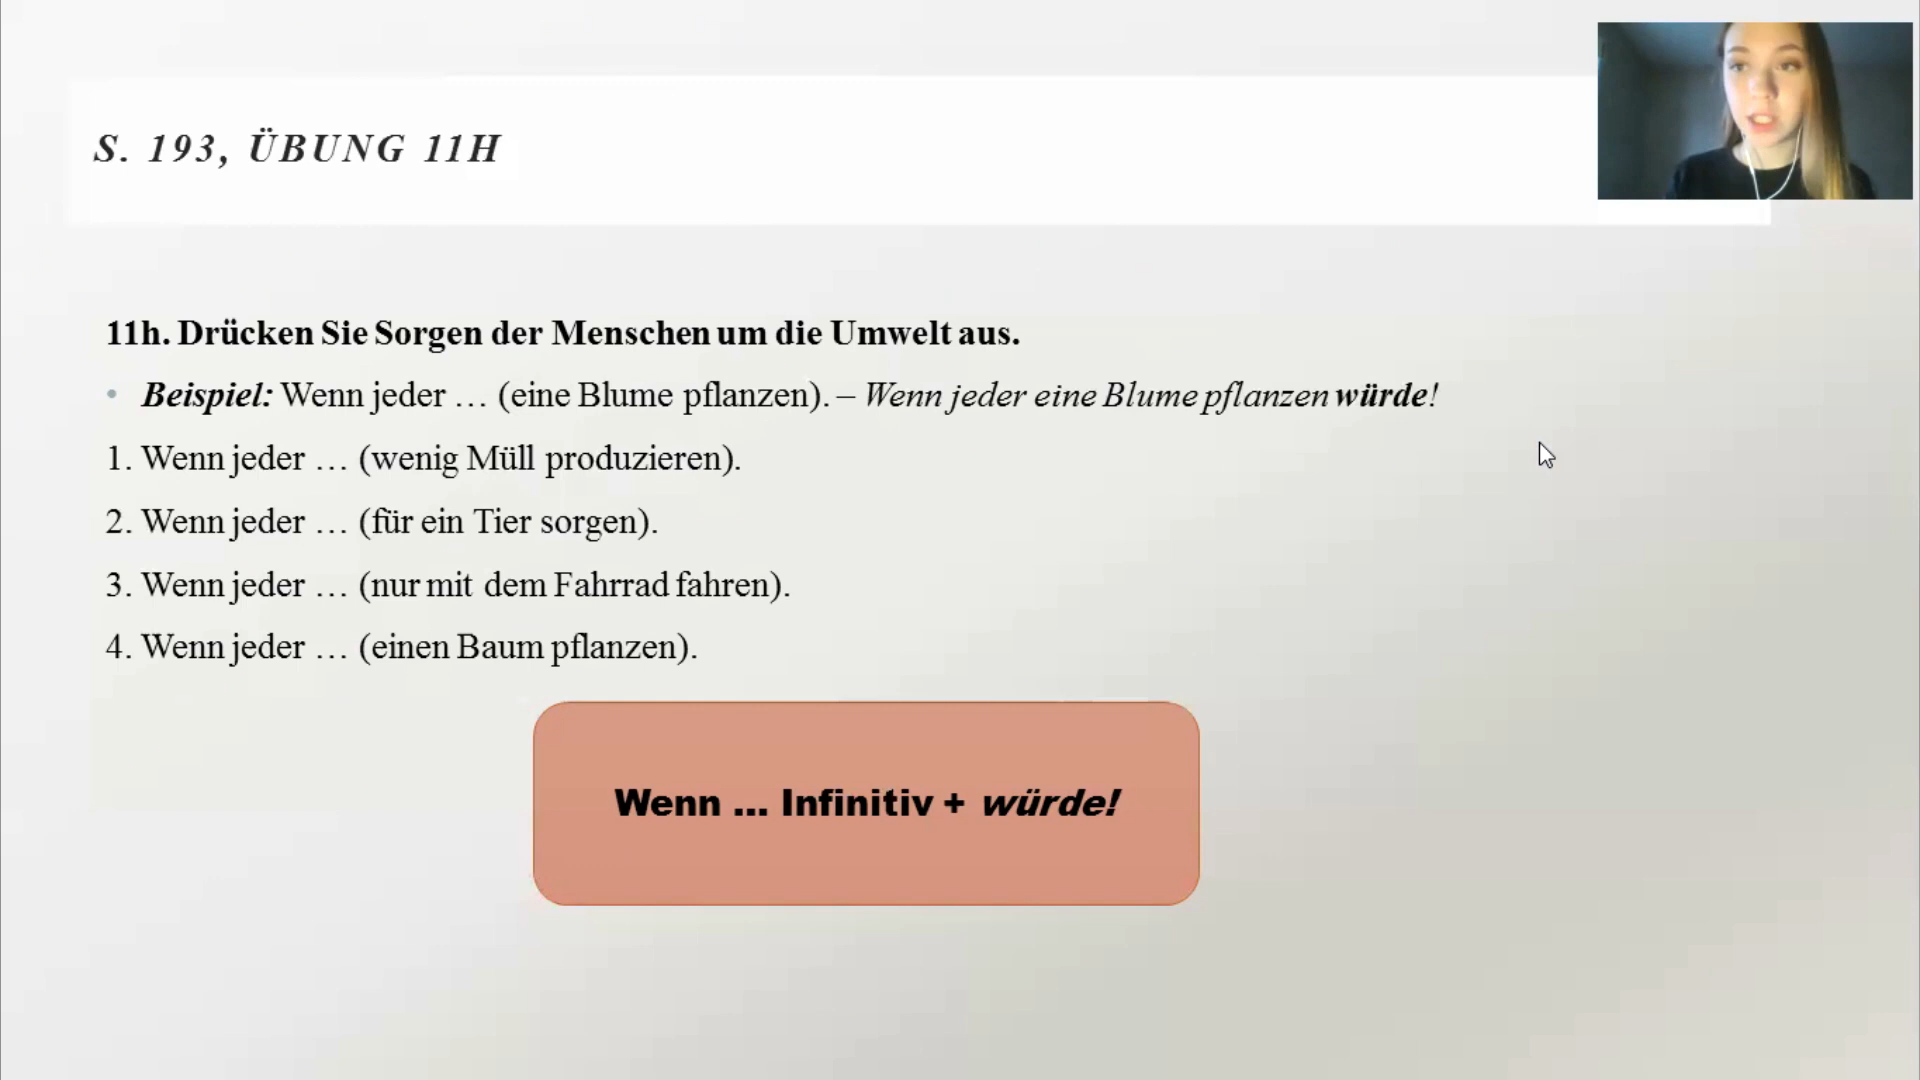 S. 193, ÜBUNG 11H
11h. Drücken Sie Sorgen der Menschen um die Umwelt aus.
• Beispiel: Wenn jeder … (eine Blume pflanzen). – Wenn jeder eine Blume pflanzen würde!
1. Wenn jeder … (wenig Müll produzieren).
2. Wenn jeder … (für ein Tier sorgen).
3. Wenn jeder … (nur mit dem Fahrrad fahren).
4. Wenn jeder … (einen Baum pflanzen).
Wenn ... Infinitiv + würde!